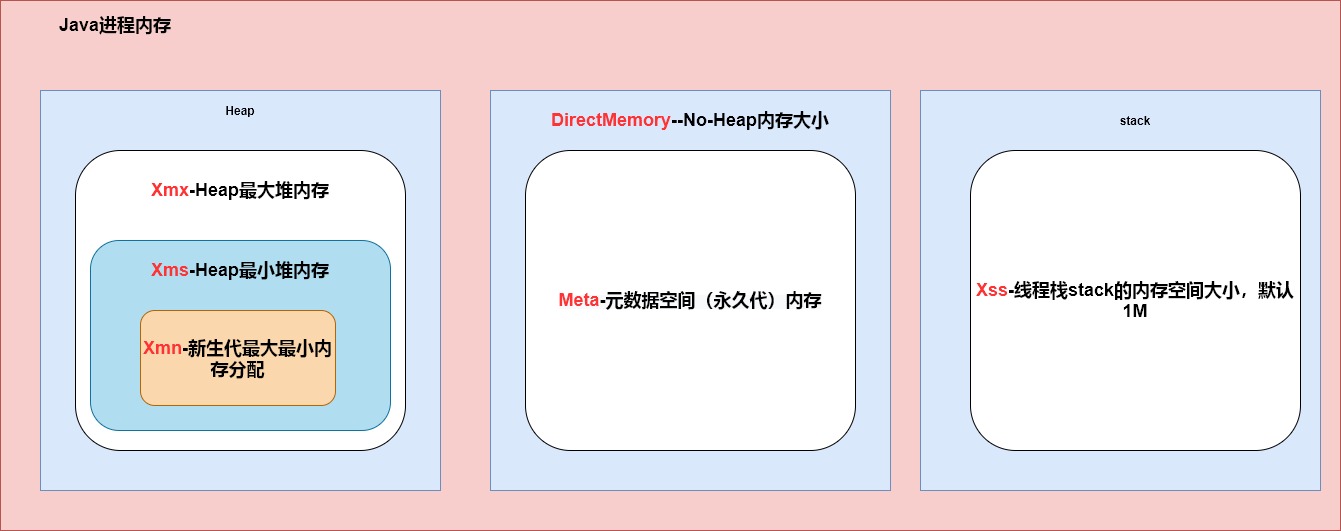 Java进程内存
Heap
Xmx-Heap最大堆内存
Xms-Heap最小堆内存
Xmn-新生代最大最小内
存分配
DirectMemory--No-Heap内存大小
Meta-元数据空间（永久代）内存
stack
Xss-线程栈stack的内存空间大小，默认
1M